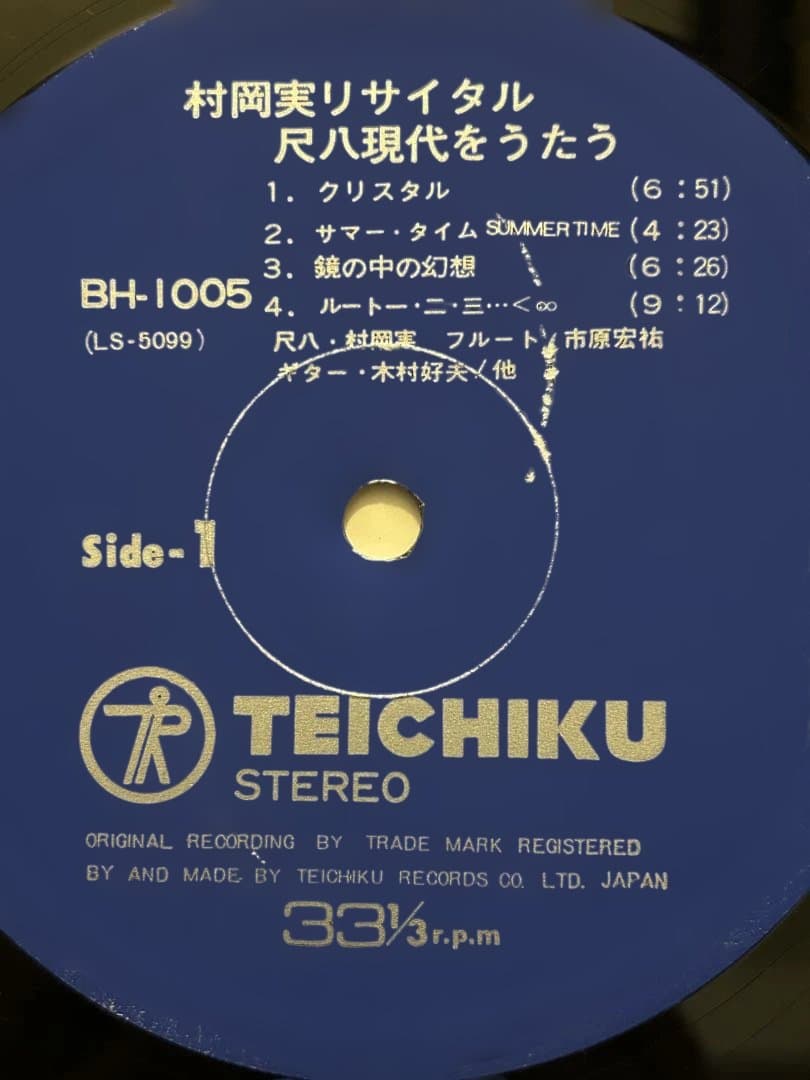 村岡実リサイタル
尺八現代をうたう
1. クリスタル (6:51)
2. サマー・タイム SUMMERTIME (4:23)
3. 鏡の中の幻想 (6:26)
4. ルートー・二・三…<∞ (9:12)
BH-1005
(LS-5099)
尺八・村岡実 フルート/市原宏祐
ギター・木村好夫/他
Side-1
TEICHIKU
STEREO
ORIGINAL RECORDING BY TRADE MARK REGISTERED
BY AND MADE BY TEICHIKU RECORDS CO. LTD. JAPAN
33 1/3 r.p.m